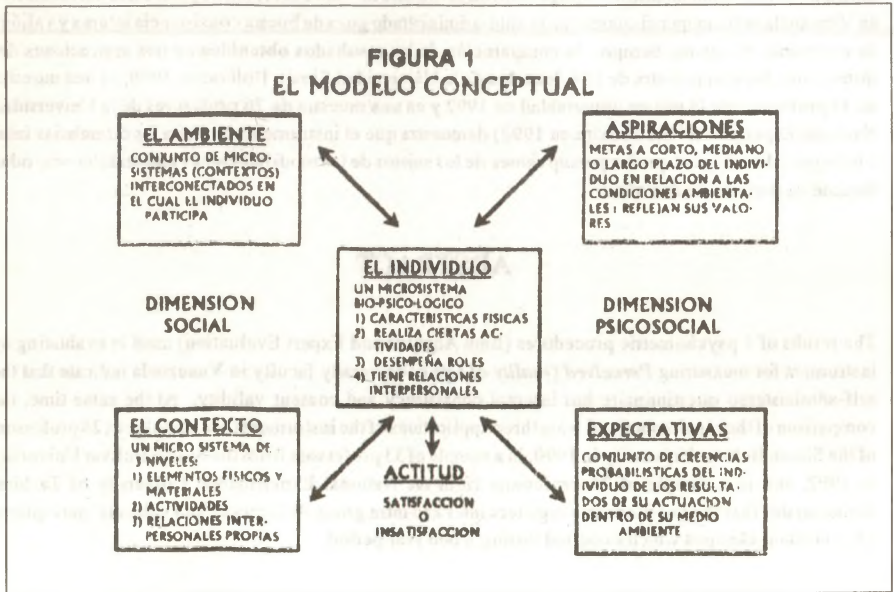 FIGURA 1
EL MODELO CONCEPTUAL
EL AMBIENTE
CONJUNTO DE MICRO-
SISTEMAS (CONTEXTOS)
INTERCONECTADOS EN
EL CUAL EL INDIVIDUO
PARTICIPA
ASPIRACIONES
METAS A CORTO, MEDIANO
O LARGO PLAZO DEL INDIVI-
DUO EN RELACION A LAS
CONDICIONES AMBIENTA-
LES : REFLEJAN SUS VALO-
RES
EL INDIVIDUO
UN MICROSISTEMA
BIO-PSICO-LOGICO
1) CARACTERISTICAS FISICAS
2) REALIZA CIERTAS AC-
TIVIDADES
3) DESEMPEÑA ROLES
4) TIENE RELACIONES
INTERPERSONALES
DIMENSION
SOCIAL
DIMENSION
PSICOSOCIAL
EL CONTEXTO
UN MICRO SISTEMA DE
3 NIVELES:
1) ELEMENTOS FISICOS Y
MATERIALES
2) ACTIVIDADES
3) RELACIONES INTER-
PERSONALES PROPIAS
ACTITUD
SATISFACCION
O
INSATISFACCION
EXPECTATIVAS
CONJUNTO DE CREENCIAS
PROBABILISTICAS DEL IND-
IVIDUO DE LOS RESULTA-
DOS DE SU ACTUACION
DENTRO DE SU MEDIO
AMBIENTE